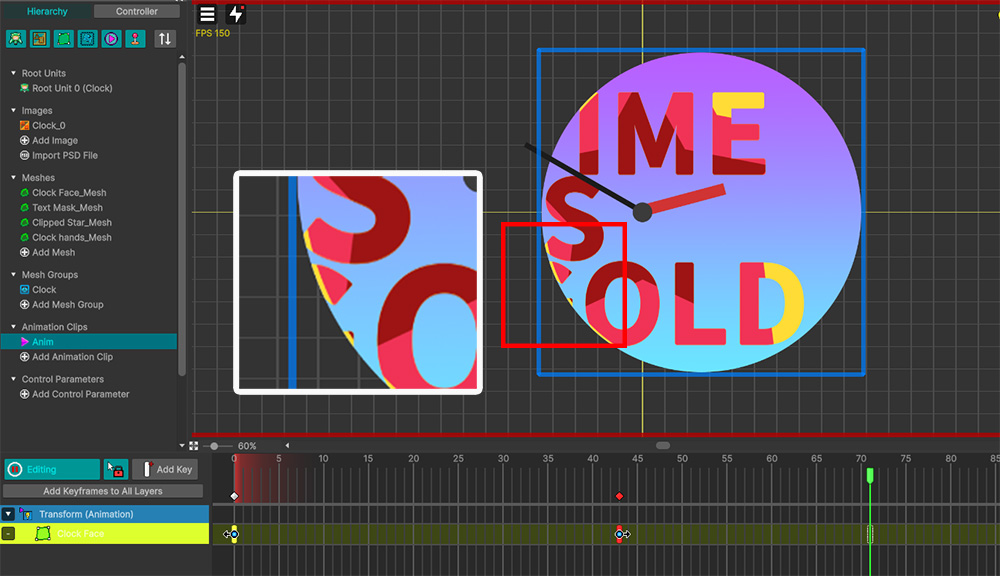 Hierarchy
Controller
Root Units
Root Unit 0 (Clock)
Images
Clock_0
Add Image
Import PSD File
Meshes
Clock Face_Mesh
Text Mask_Mesh
Clipped Star_Mesh
Clock hands_Mesh
Add Mesh
Mesh Groups
Clock
Add Mesh Group
Animation Clips
Anim
Add Animation Clip
Control Parameters
Add Control Parameter
FPS 150
IME
S
OLD
S
O
60%
Editing
Add Key
Add Keyframes to All Layers
0 5 10 15 20 25 30 35 40 45 50 55 60 65 70 75 80 85
Transform (Animation)
Clock Face